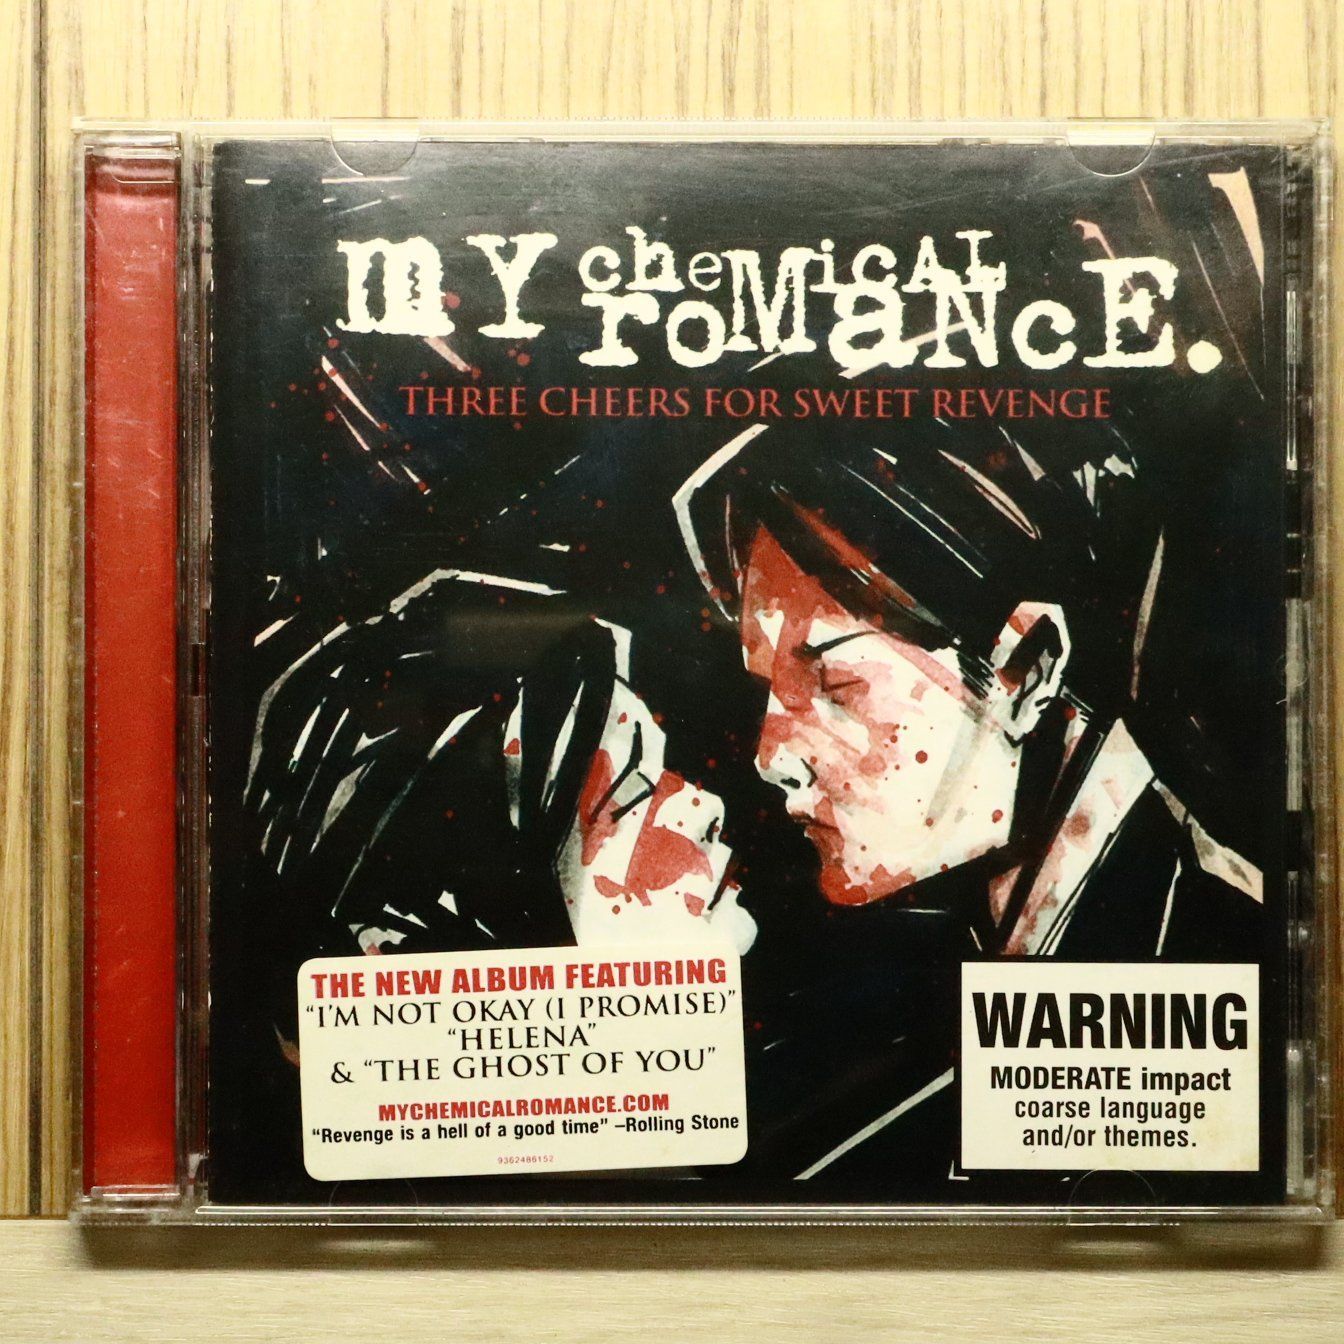 my chemical
romance.
THREE CHEERS FOR SWEET REVENGE
THE NEW ALBUM FEATURING
“I’M NOT OKAY (I PROMISE)”
“HELENA”
& “THE GHOST OF YOU”
MYCHEMICALROMANCE.COM
“Revenge is a hell of a good time” –Rolling Stone
9362486152
WARNING
MODERATE impact
coarse language
and/or themes.